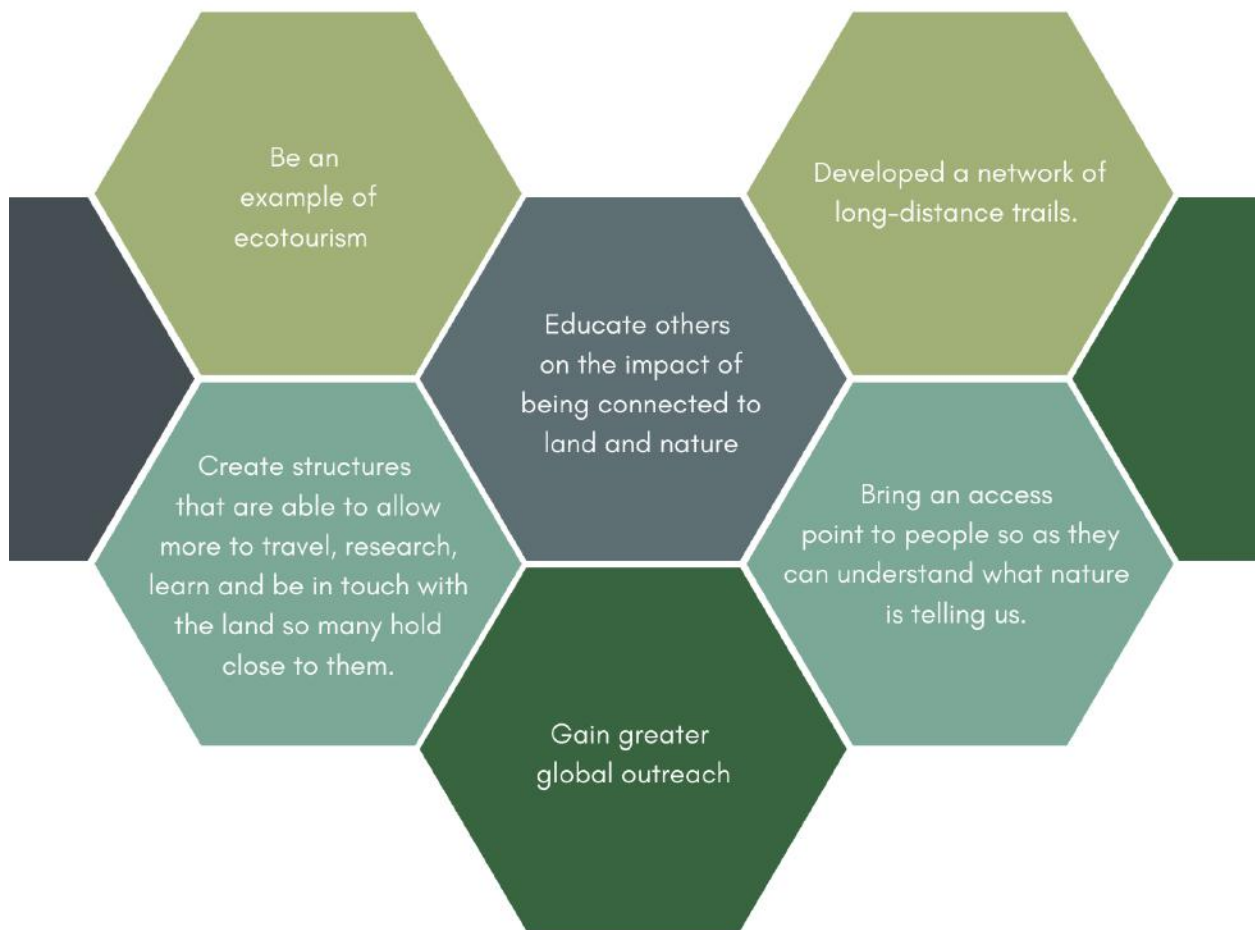 Be an
example of
ecotourism
Developed a network of
long-distance trails.
Educate others
on the impact of
being connected to
land and nature
Create structures
that are able to allow
more to travel, research,
learn and be in touch with
the land so many hold
close to them.
Bring an access
point to people so as they
can understand what nature
is telling us.
Gain greater
global outreach